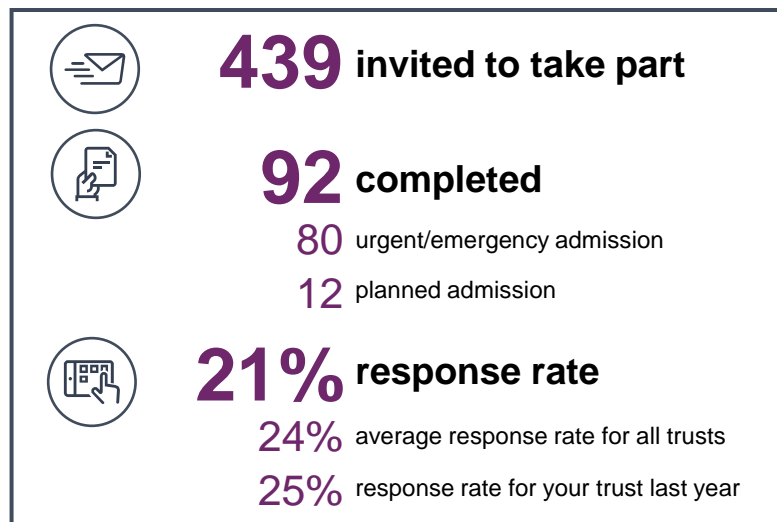 439 invited to take part
92 completed
80 urgent/emergency admission
12 planned admission
21% response rate
24% average response rate for all trusts
25% response rate for your trust last year